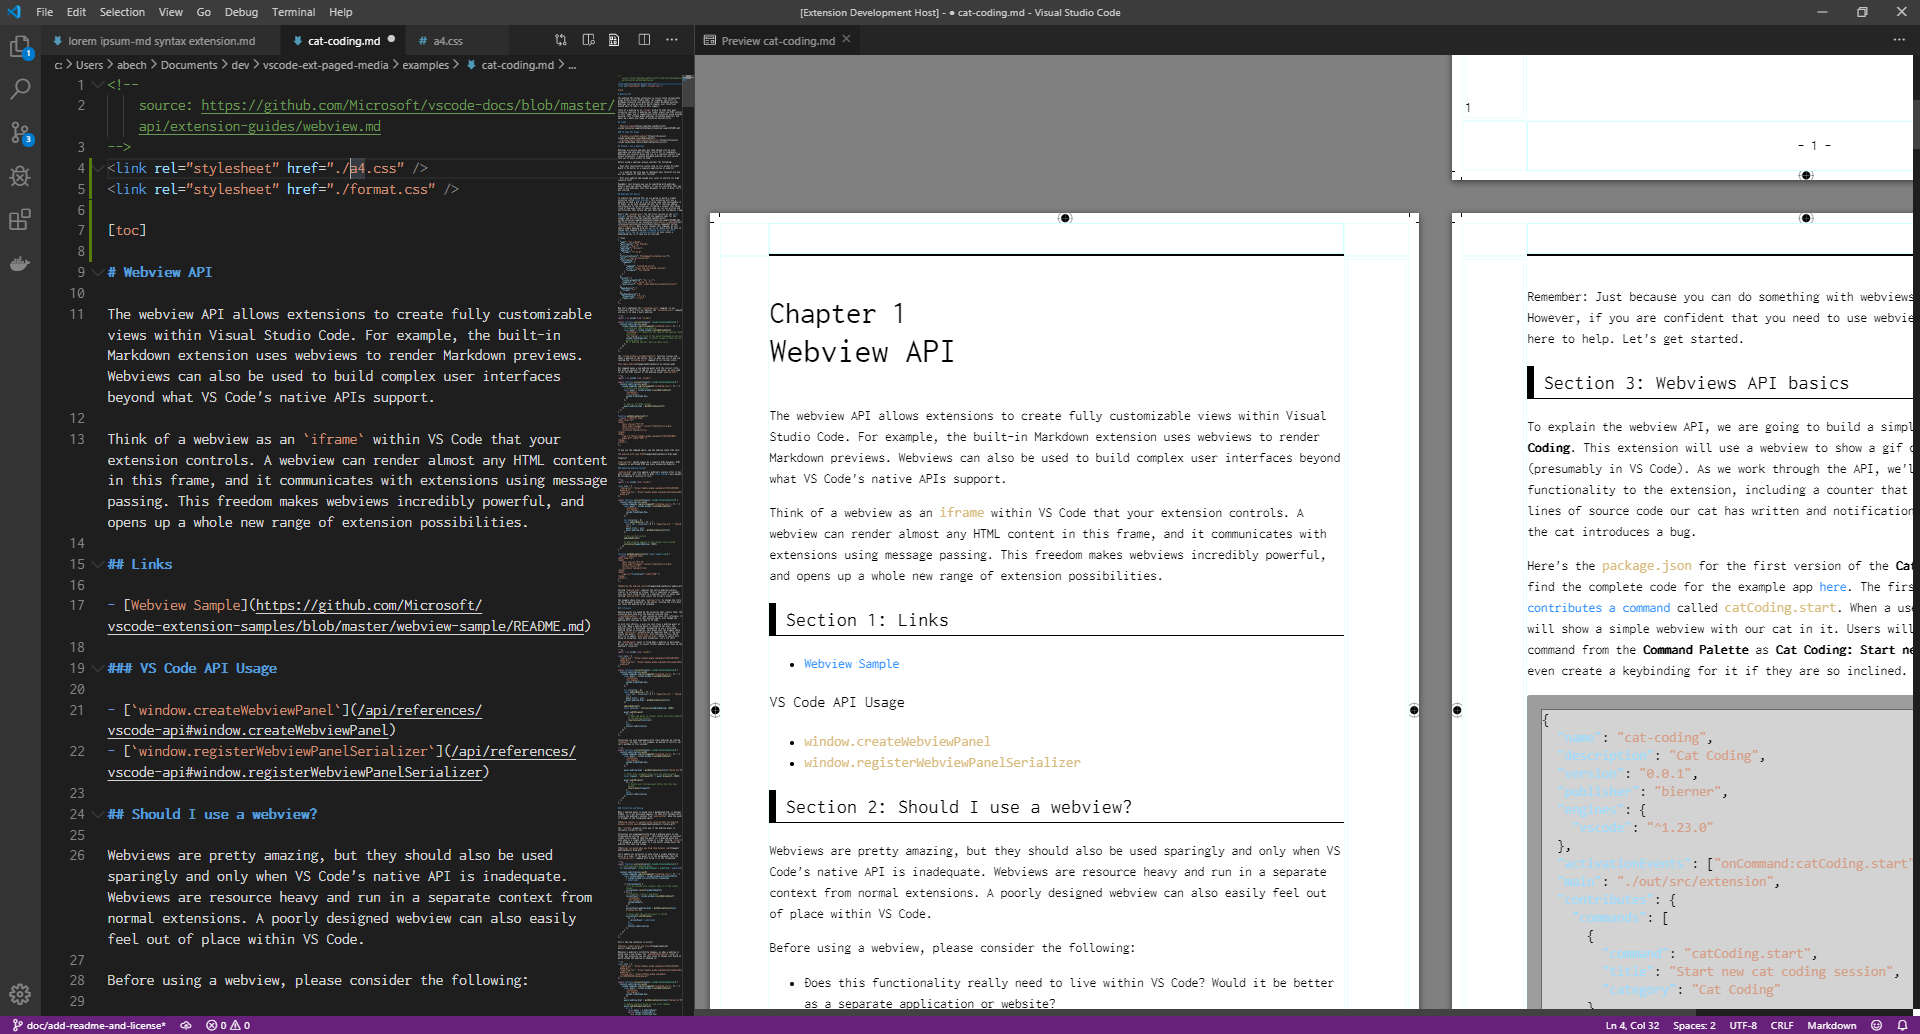 File Edit Selection View Go Debug Terminal Help
[Extension Development Host] - ● cat-coding.md - Visual Studio Code
lorem ipsum-md syntax extension.md
cat-coding.md ●
# a4.css
Preview cat-coding.md
c: > Users > abech > Documents > dev > vscode-ext-paged-media > examples > cat-coding.md > ...
1 <!--
2 source: https://github.com/Microsoft/vscode-docs/blob/master/
api/extension-guides/webview.md
3 -->
4 <link rel="stylesheet" href="./a4.css" />
5 <link rel="stylesheet" href="./format.css" />
6
7 [toc]
8
9 # Webview API
10
11 The webview API allows extensions to create fully customizable
views within Visual Studio Code. For example, the built-in
Markdown extension uses webviews to render Markdown previews.
Webviews can also be used to build complex user interfaces
beyond what VS Code's native APIs support.
12
13 Think of a webview as an `iframe` within VS Code that your
extension controls. A webview can render almost any HTML content
in this frame, and it communicates with extensions using message
passing. This freedom makes webviews incredibly powerful, and
opens up a whole new range of extension possibilities.
14
15 ## Links
16
17 - [Webview Sample](https://github.com/Microsoft/
vscode-extension-samples/blob/master/webview-sample/README.md)
18
19 ### VS Code API Usage
20
21 - [`window.createWebviewPanel`](/api/references/
vscode-api#window.createWebviewPanel)
22 - [`window.registerWebviewPanelSerializer`](/api/references/
vscode-api#window.registerWebviewPanelSerializer)
23
24 ## Should I use a webview?
25
26 Webviews are pretty amazing, but they should also be used
sparingly and only when VS Code's native API is inadequate.
Webviews are resource heavy and run in a separate context from
normal extensions. A poorly designed webview can also easily
feel out of place within VS Code.
27
28 Before using a webview, please consider the following:
29
1
- 1 -
Chapter 1
Webview API
The webview API allows extensions to create fully customizable views within Visual
Studio Code. For example, the built-in Markdown extension uses webviews to render
Markdown previews. Webviews can also be used to build complex user interfaces beyond
what VS Code's native APIs support.
Think of a webview as an iframe within VS Code that your extension controls. A
webview can render almost any HTML content in this frame, and it communicates with
extensions using message passing. This freedom makes webviews incredibly powerful,
and opens up a whole new range of extension possibilities.
Section 1: Links
• Webview Sample
VS Code API Usage
• window.createWebviewPanel
• window.registerWebviewPanelSerializer
Section 2: Should I use a webview?
Webviews are pretty amazing, but they should also be used sparingly and only when VS
Code's native API is inadequate. Webviews are resource heavy and run in a separate
context from normal extensions. A poorly designed webview can also easily feel out
of place within VS Code.
Before using a webview, please consider the following:
• Does this functionality really need to live within VS Code? Would it be better
as a separate application or website?
Remember: Just because you can do something with webviews
However, if you are confident that you need to use webvie
here to help. Let's get started.
Section 3: Webviews API basics
To explain the webview API, we are going to build a simpl
Coding. This extension will use a webview to show a gif o
(presumably in VS Code). As we work through the API, we'l
functionality to the extension, including a counter that
lines of source code our cat has written and notification
the cat introduces a bug.
Here's the package.json for the first version of the Cat
find the complete code for the example app here. The firs
contributes a command called catCoding.start. When a use
will show a simple webview with our cat in it. Users will
command from the Command Palette as Cat Coding: Start ne
even create a keybinding for it if they are so inclined.
{
"name": "cat-coding",
"description": "Cat Coding",
"version": "0.0.1",
"publisher": "bierner",
"engines": {
"vscode": "^1.23.0"
},
"activationEvents": ["onCommand:catCoding.start"
"main": "./out/src/extension",
"contributes": {
"commands": [
{
"command": "catCoding.start",
"title": "Start new cat coding session",
"category": "Cat Coding"
}
doc/add-readme-and-license* 0 0
Ln 4, Col 32 Spaces: 2 UTF-8 CRLF Markdown